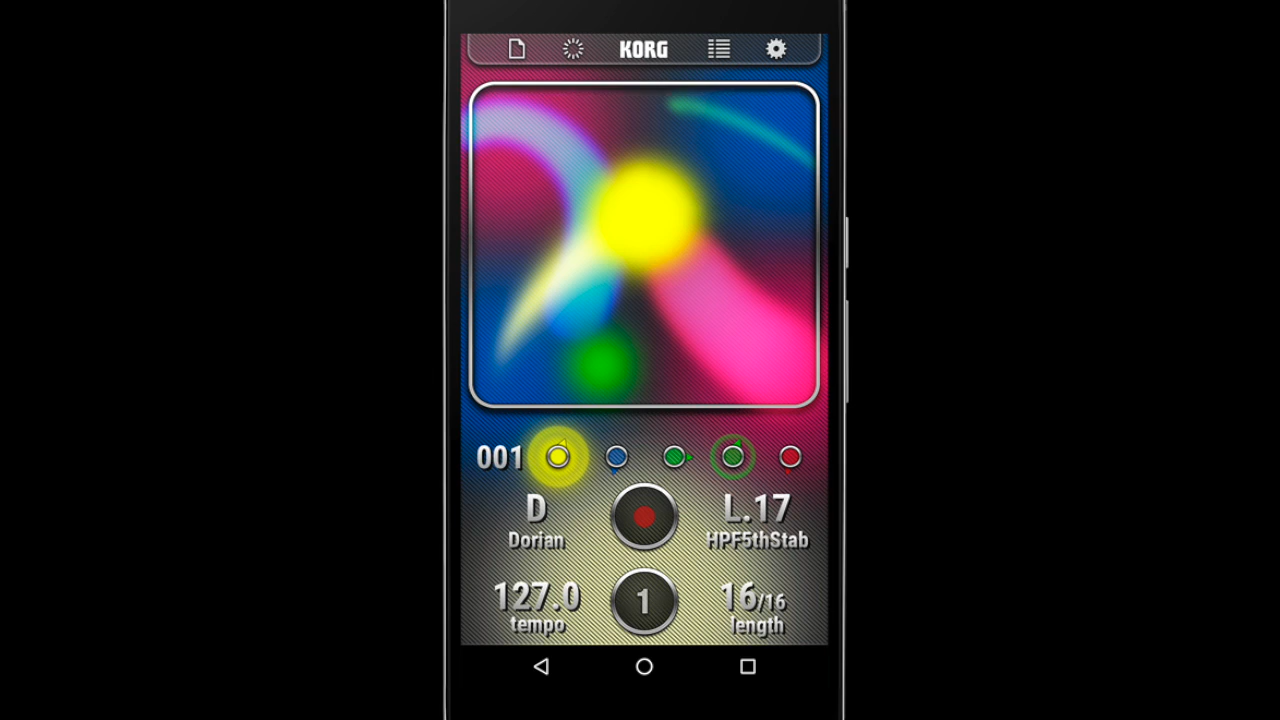 KORG
001
D
Dorian
L.17
HPF5thStab
127.0
tempo
1
16/16
length